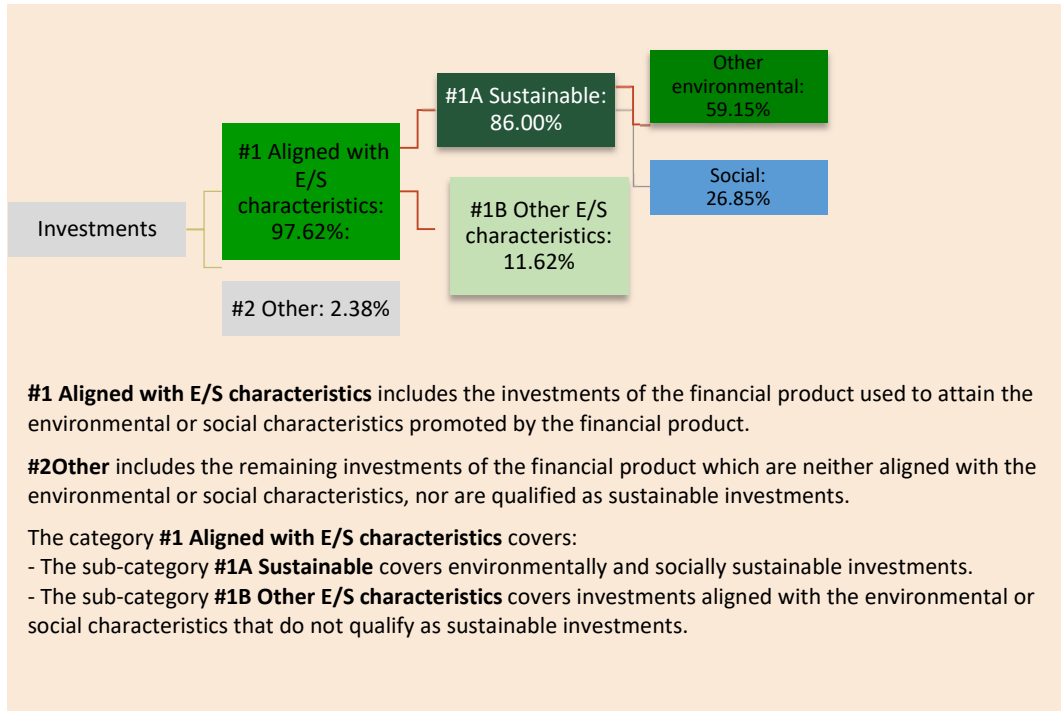 Investments
#1 Aligned with
E/S
characteristics:
97.62%:
#2 Other: 2.38%
#1A Sustainable:
86.00%
#1B Other E/S
characteristics:
11.62%
Other
environmental:
59.15%
Social:
26.85%
#1 Aligned with E/S characteristics includes the investments of the financial product used to attain the
environmental or social characteristics promoted by the financial product.
#2Other includes the remaining investments of the financial product which are neither aligned with the
environmental or social characteristics, nor are qualified as sustainable investments.
The category #1 Aligned with E/S characteristics covers:
- The sub-category #1A Sustainable covers environmentally and socially sustainable investments.
- The sub-category #1B Other E/S characteristics covers investments aligned with the environmental or
social characteristics that do not qualify as sustainable investments.